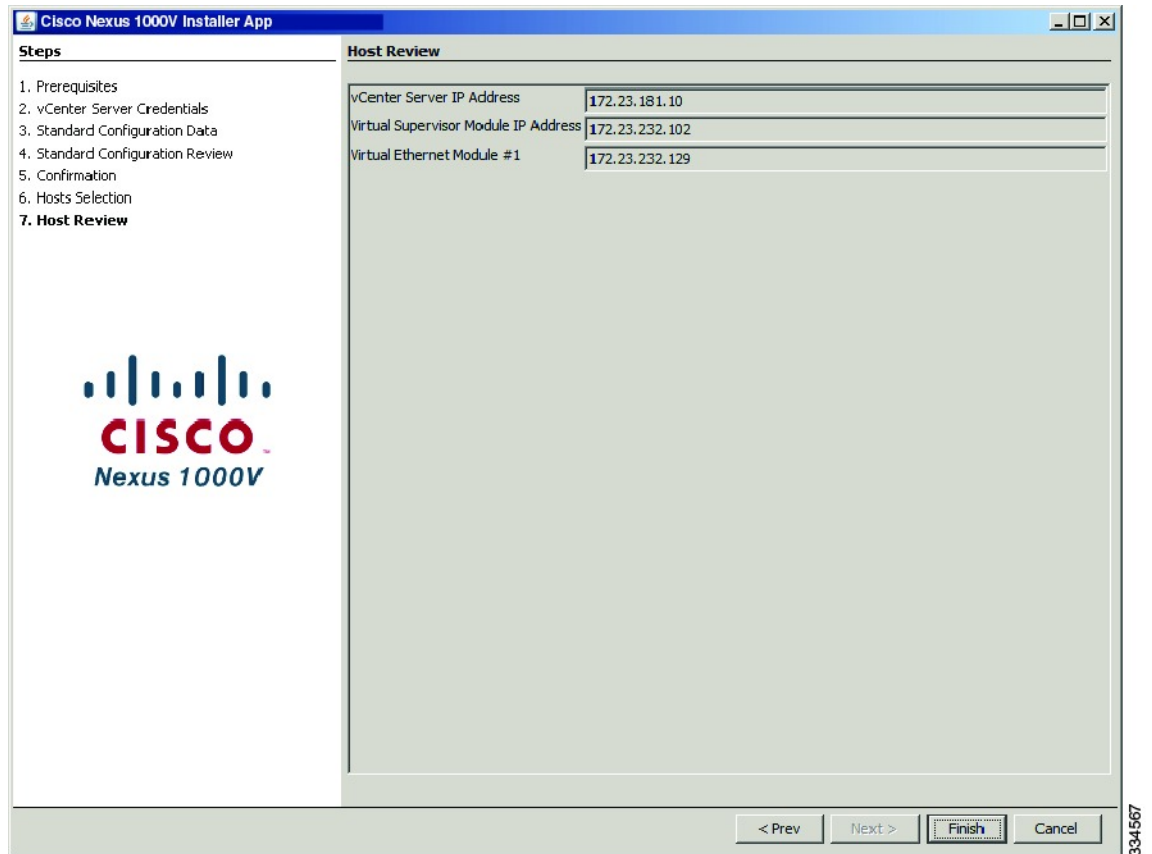 Cisco Nexus 1000V Installer App
Steps
1. Prerequisites
2. vCenter Server Credentials
3. Standard Configuration Data
4. Standard Configuration Review
5. Confirmation
6. Hosts Selection
7. Host Review
CISCO
Nexus 1000V
Host Review
vCenter Server IP Address 172.23.181.10
Virtual Supervisor Module IP Address 172.23.232.102
Virtual Ethernet Module #1 172.23.232.129
< Prev Next > Finish Cancel
334567